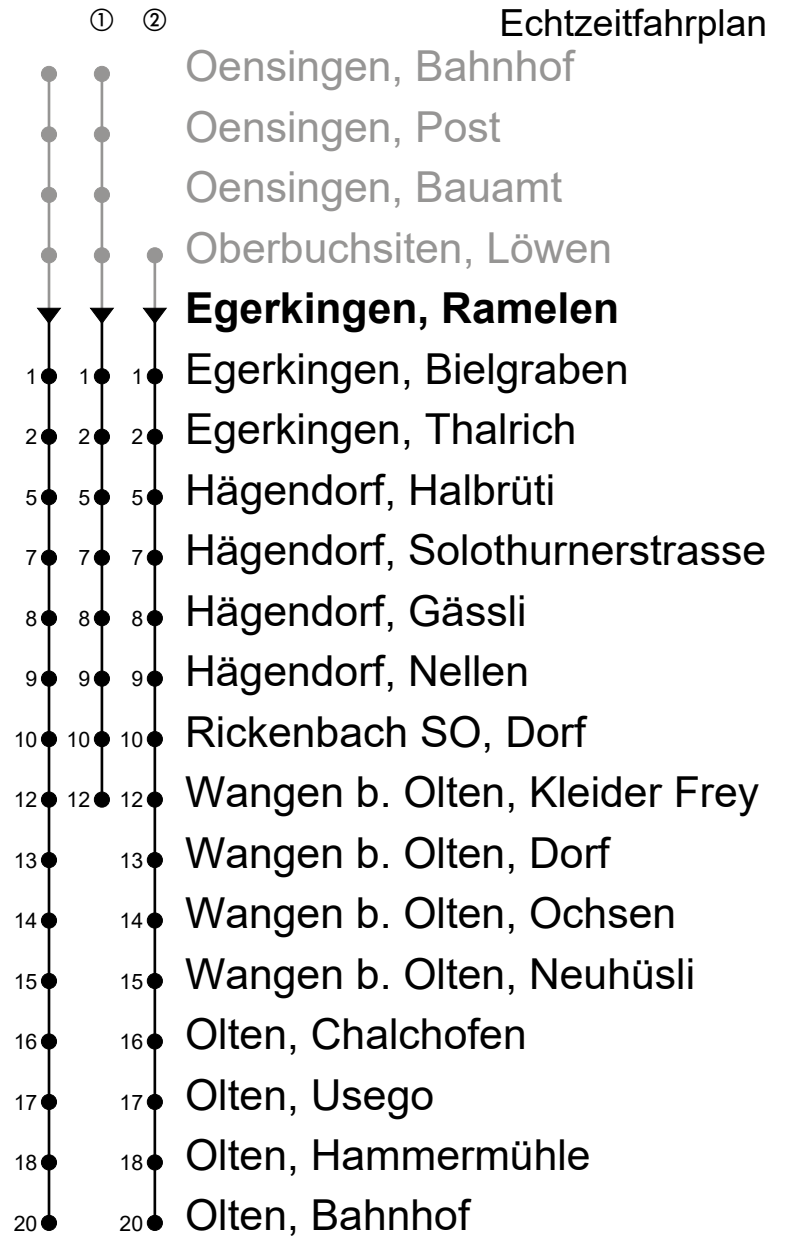 ① ② Echtzeitfahrplan
Oensingen, Bahnhof
Oensingen, Post
Oensingen, Bauamt
Oberbuchsiten, Löwen
Egerkingen, Ramelen
1 1 1 Egerkingen, Bielgraben
2 2 2 Egerkingen, Thalrich
5 5 5 Hägendorf, Halbrüti
7 7 7 Hägendorf, Solothurnerstrasse
8 8 8 Hägendorf, Gässli
9 9 9 Hägendorf, Nellen
10 10 10 Rickenbach SO, Dorf
12 12 12 Wangen b. Olten, Kleider Frey
13 13 Wangen b. Olten, Dorf
14 14 Wangen b. Olten, Ochsen
15 15 Wangen b. Olten, Neuhüsli
16 16 Olten, Chalchofen
17 17 Olten, Usego
18 18 Olten, Hammermühle
20 20 Olten, Bahnhof